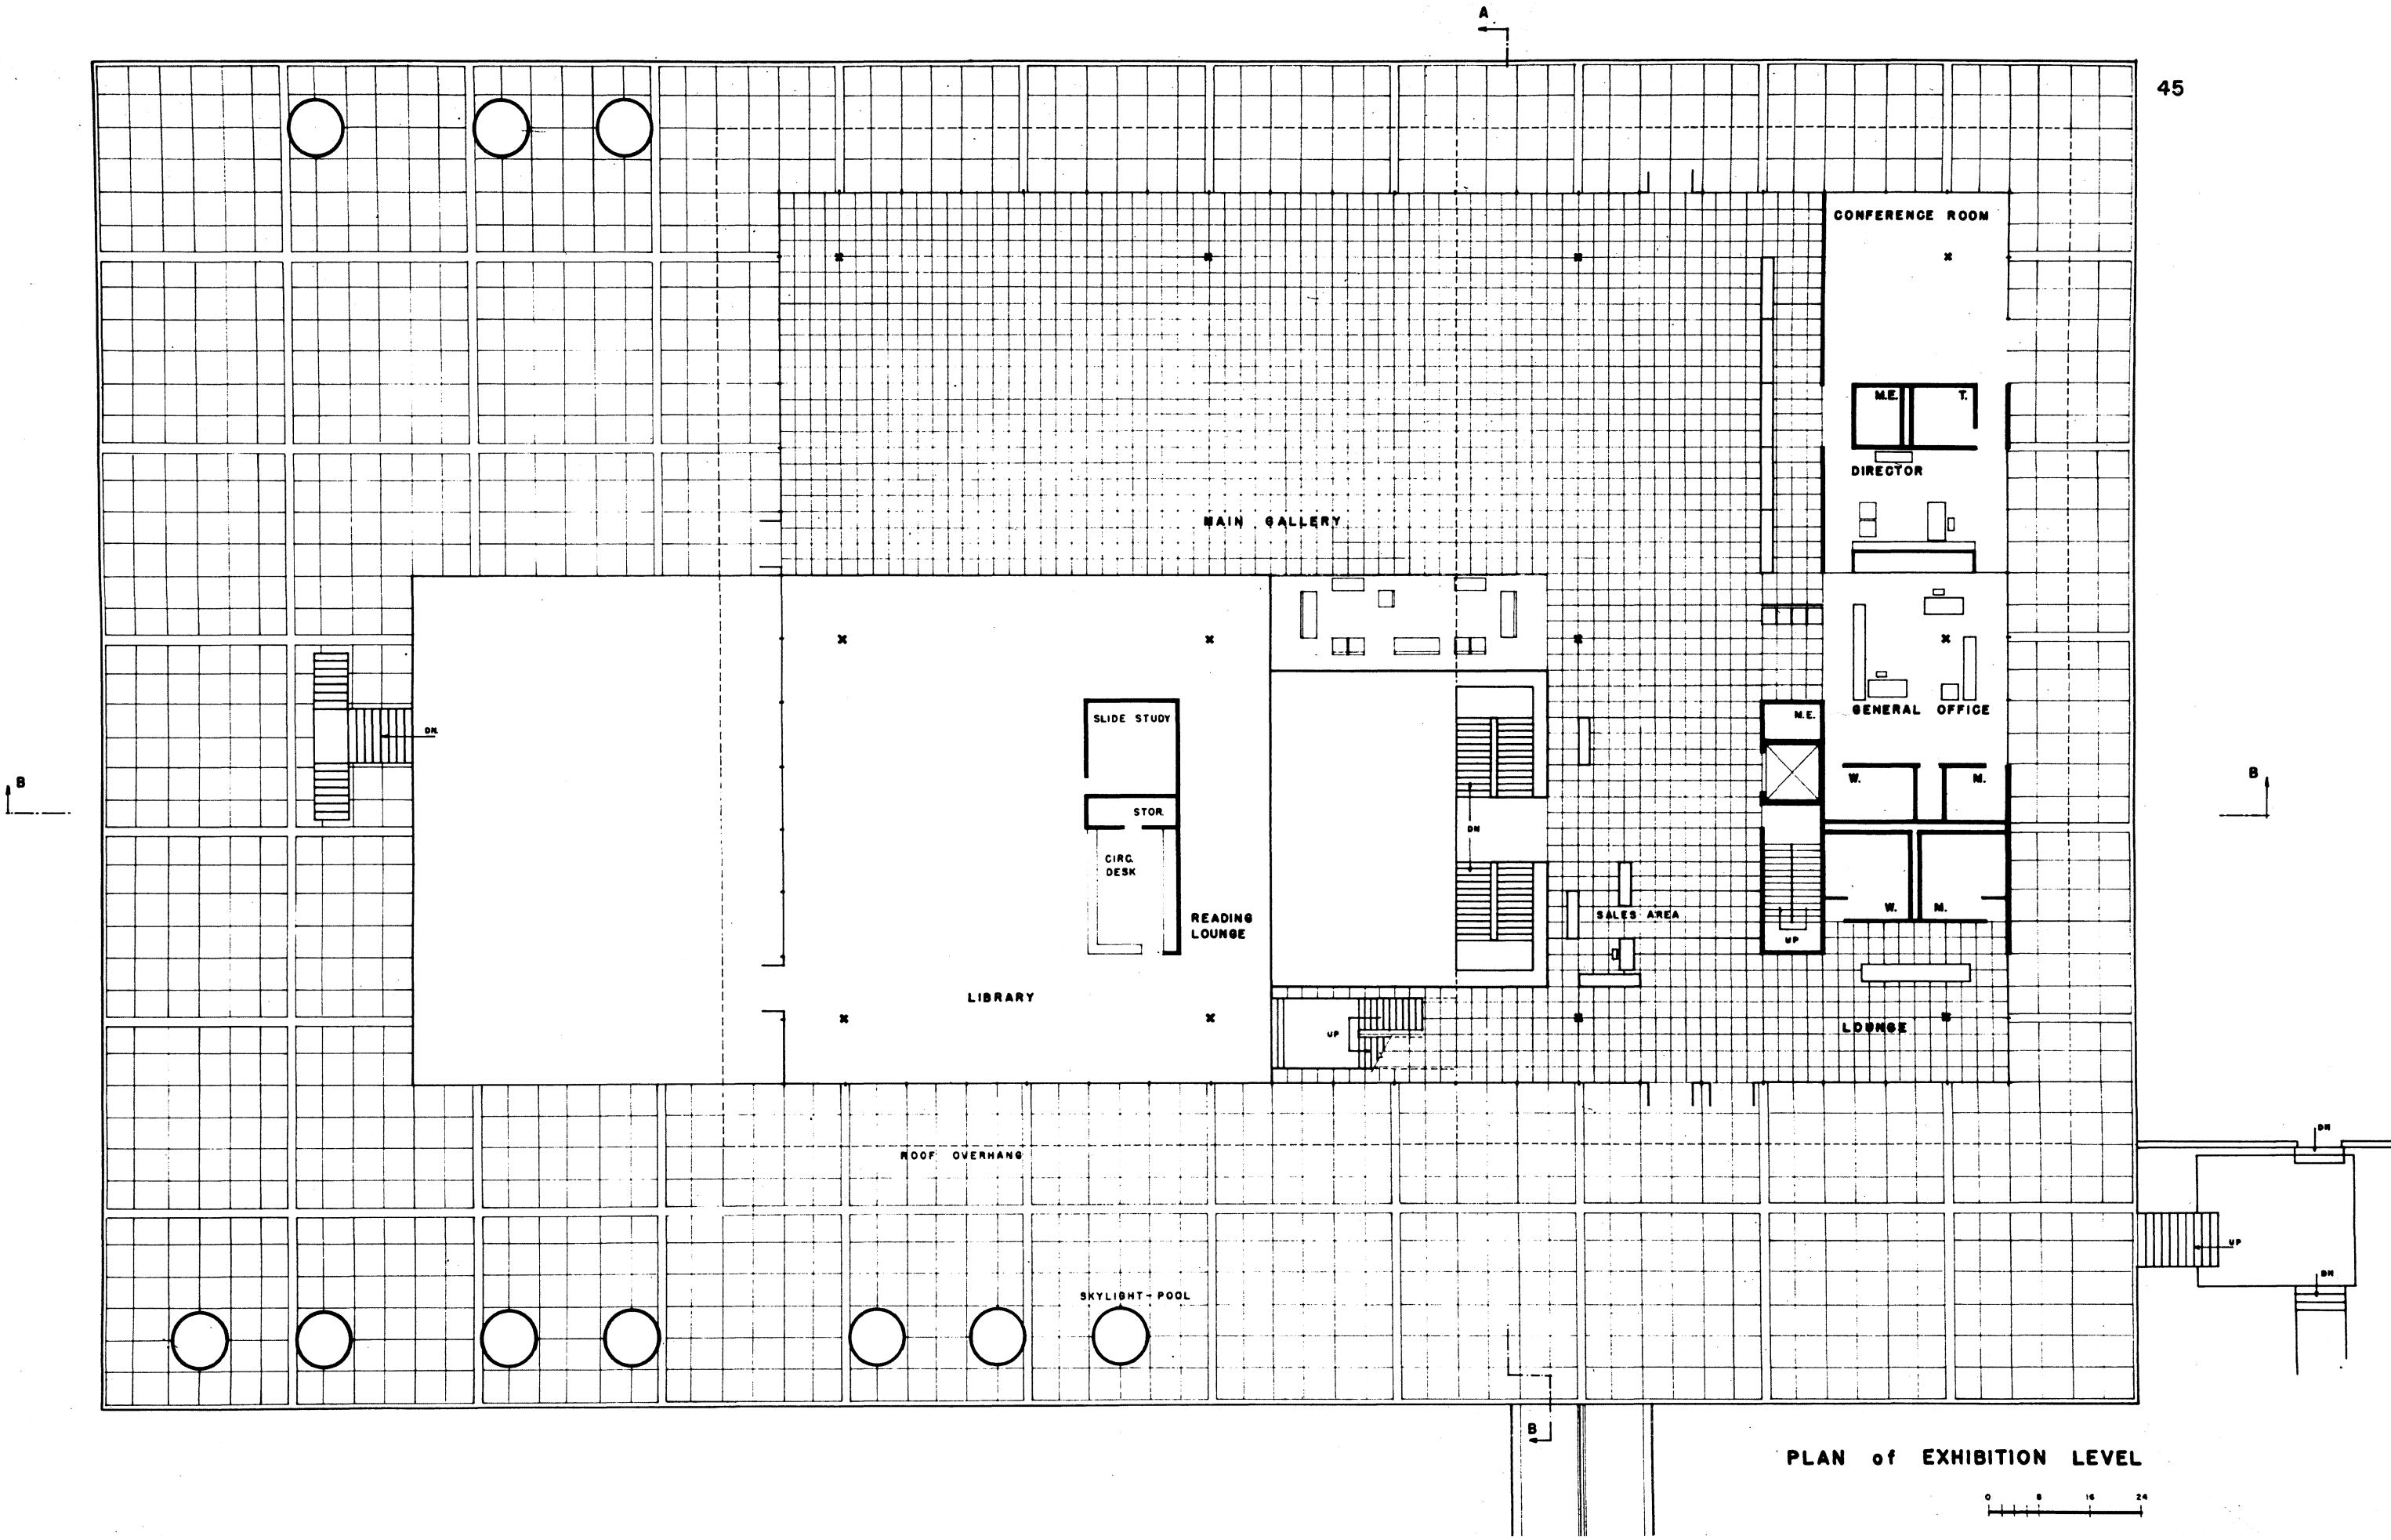 A
45
CONFERENCE ROOM
M.E.
T.
DIRECTOR
MAIN GALLERY
SLIDE STUDY
M.E.
GENERAL OFFICE
DN.
B
B
W.
M.
STOR.
DN
CIRC.
DESK
READING
LOUNGE
SALES AREA
W.
M.
UP
LIBRARY
UP
LOUNGE
ROOF OVERHANG
DN
UP
DN
SKYLIGHT-POOL
B
PLAN of EXHIBITION LEVEL
0 8 16 24